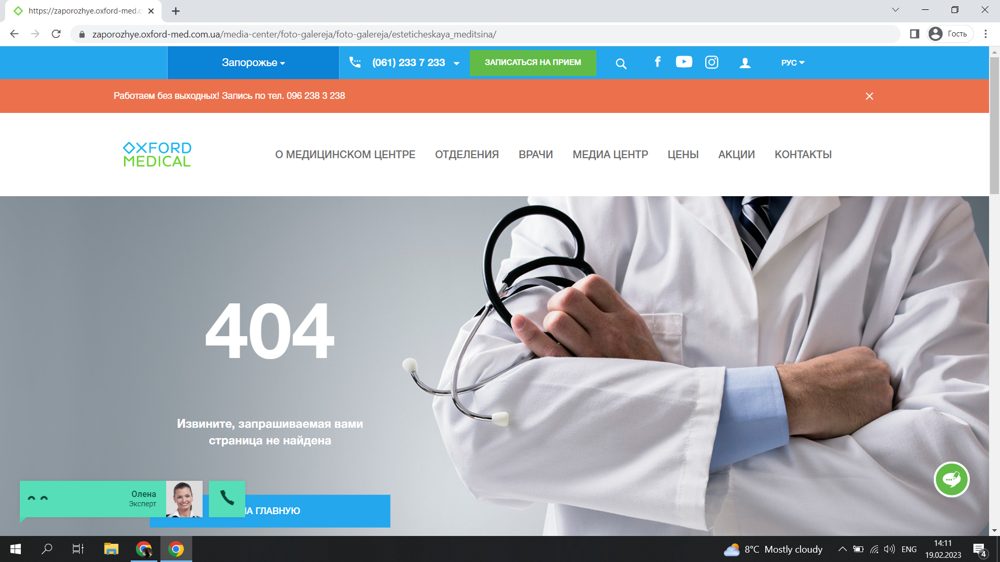 https://zaporozhye.oxford-med.c
zaporozhye.oxford-med.com.ua/media-center/foto-galereja/foto-galereja/esteticheskaya_meditsina/
Гость
Запорожье
(061) 233 7 233
ЗАПИСАТЬСЯ НА ПРИЕМ
РУС
Работаем без выходных! Запись по тел. 096 238 3 238
OXFORD
MEDICAL
О МЕДИЦИНСКОМ ЦЕНТРЕ
ОТДЕЛЕНИЯ
ВРАЧИ
МЕДИА ЦЕНТР
ЦЕНЫ
АКЦИИ
КОНТАКТЫ
404
Извините, запрашиваемая вами
страница не найдена
Олена
Эксперт
НА ГЛАВНУЮ
8°C Mostly cloudy
ENG
14:11
19.02.2023
4